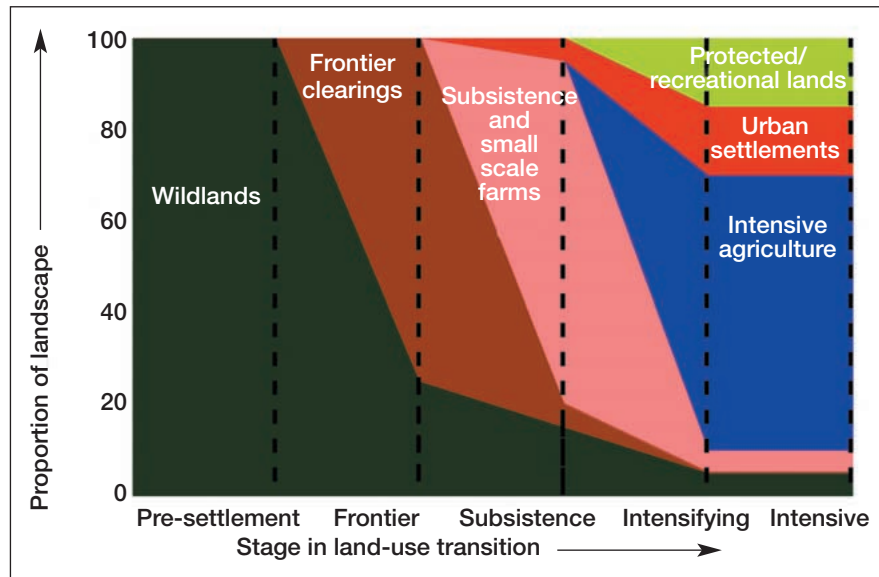 Proportion of landscape
100
80
60
40
20
0
Wildlands
Frontier
clearings
Subsistence
and
small
scale
farms
Protected/
recreational lands
Urban
settlements
Intensive
agriculture
Pre-settlement Frontier Subsistence Intensifying Intensive
Stage in land-use transition